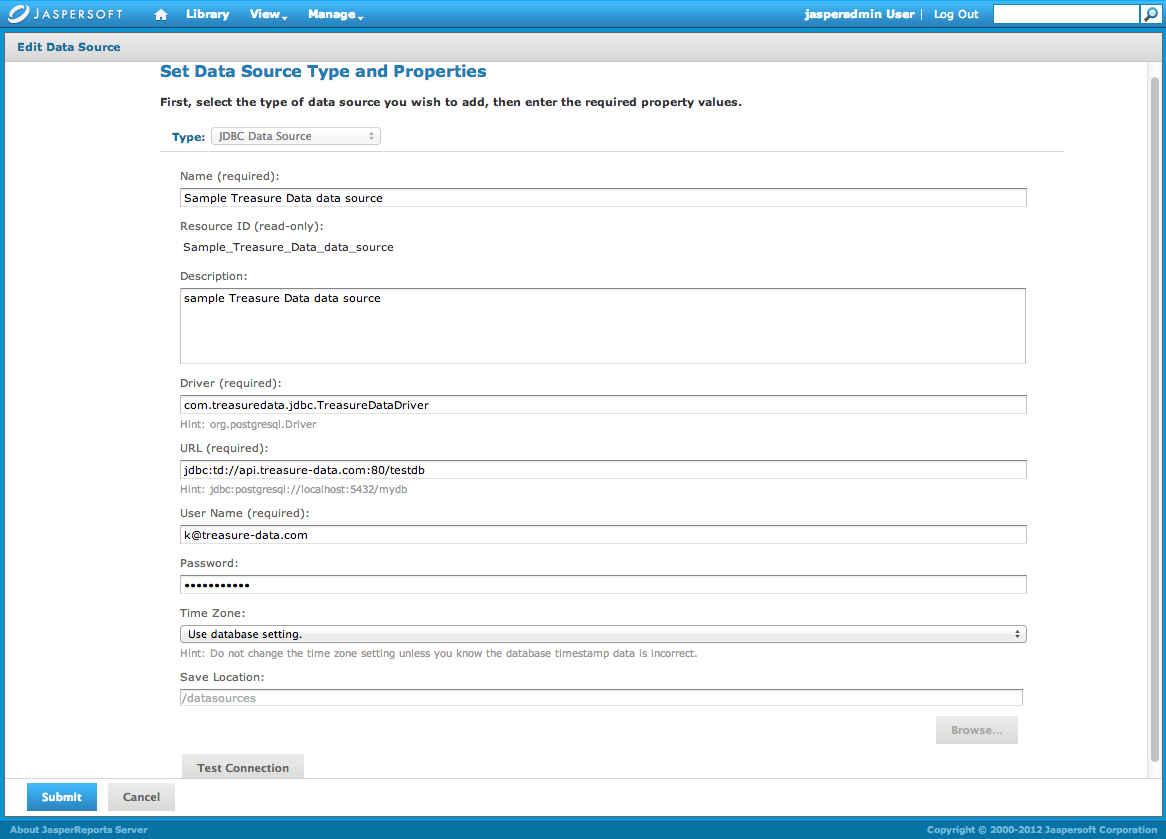 JASPERSOFT Library View Manage jasperadmin User | Log Out
Edit Data Source
Set Data Source Type and Properties
First, select the type of data source you wish to add, then enter the required property values.
Type: JDBC Data Source
Name (required):
Sample Treasure Data data source
Resource ID (read-only):
Sample_Treasure_Data_data_source
Description:
sample Treasure Data data source
Driver (required):
com.treasuredata.jdbc.TreasureDataDriver
Hint: org.postgresql.Driver
URL (required):
jdbc:td://api.treasure-data.com:80/testdb
Hint: jdbc:postgresql://localhost:5432/mydb
User Name (required):
k@treasure-data.com
Password:
•••••••••••
Time Zone:
Use database setting.
Hint: Do not change the time zone setting unless you know the database timestamp data is incorrect.
Save Location:
/datasources
Browse...
Test Connection
Submit Cancel
About JasperReports Server Copyright © 2000-2012 Jaspersoft Corporation